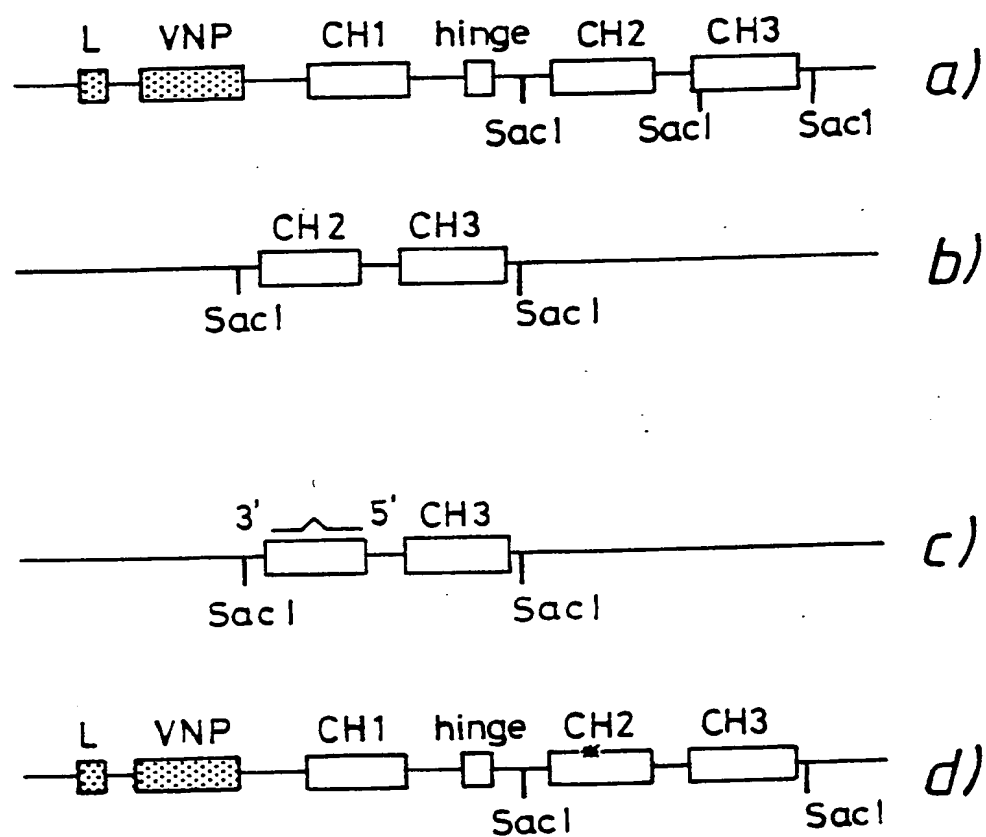 L VNP CH1 hinge CH2 CH3
a)
SacI SacI Sac1
CH2 CH3
b)
SacI SacI
3' 5' CH3
c)
SacI SacI
L VNP CH1 hinge CH2 CH3
d)
SacI SacI